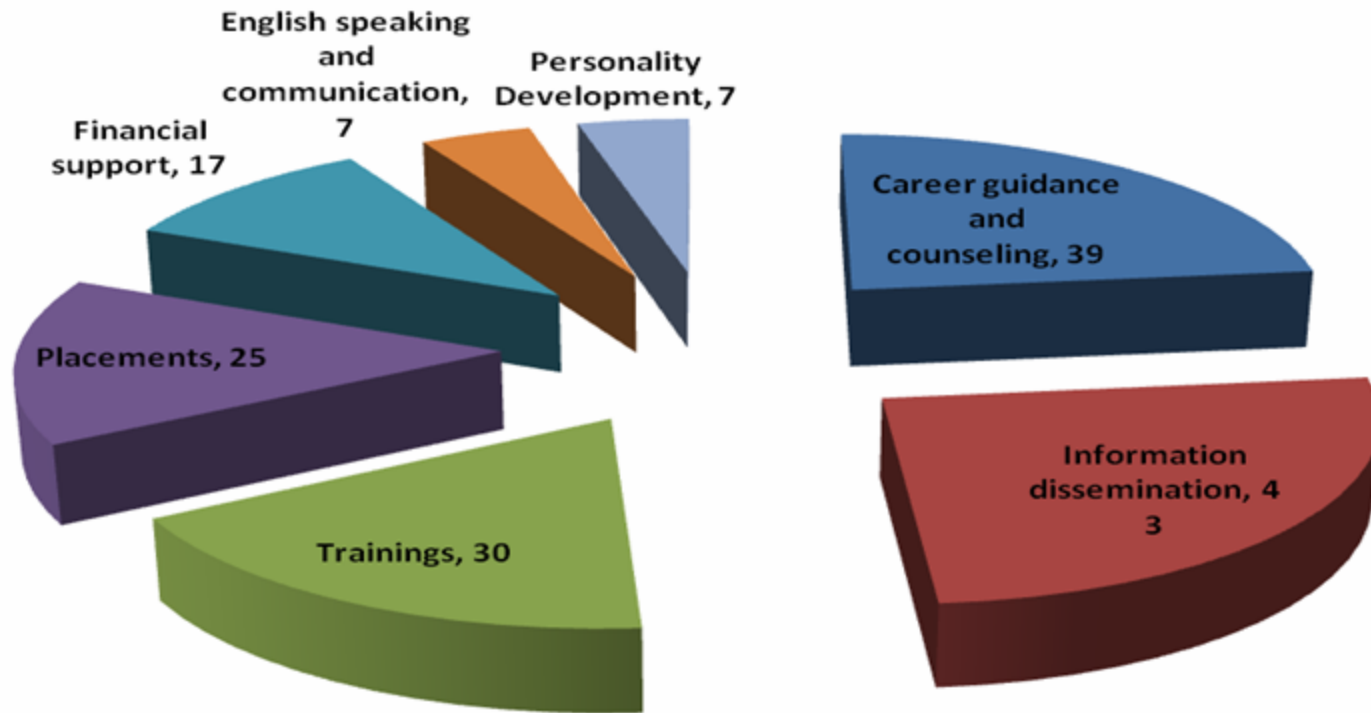 English speaking
and
communication,
7
Personality
Development, 7
Financial
support, 17
Career guidance
and
counseling, 39
Placements, 25
Information
dissemination, 4
3
Trainings, 30